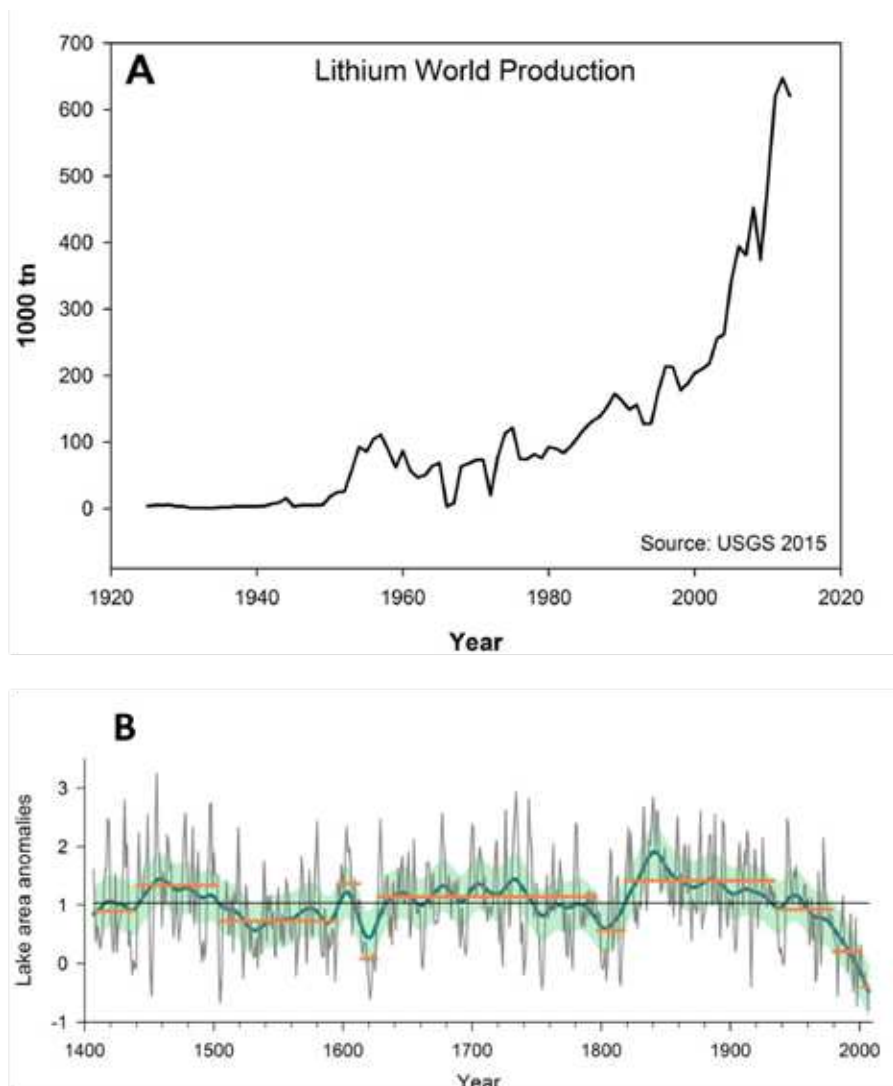 A
Lithium World Production
700
600
500
400
300
200
100
0
1000 tn
Source: USGS 2015
1920 1940 1960 1980 2000 2020
Year
B
Lake area anomalies
3
2
1
0
-1
1400 1500 1600 1700 1800 1900 2000
Year